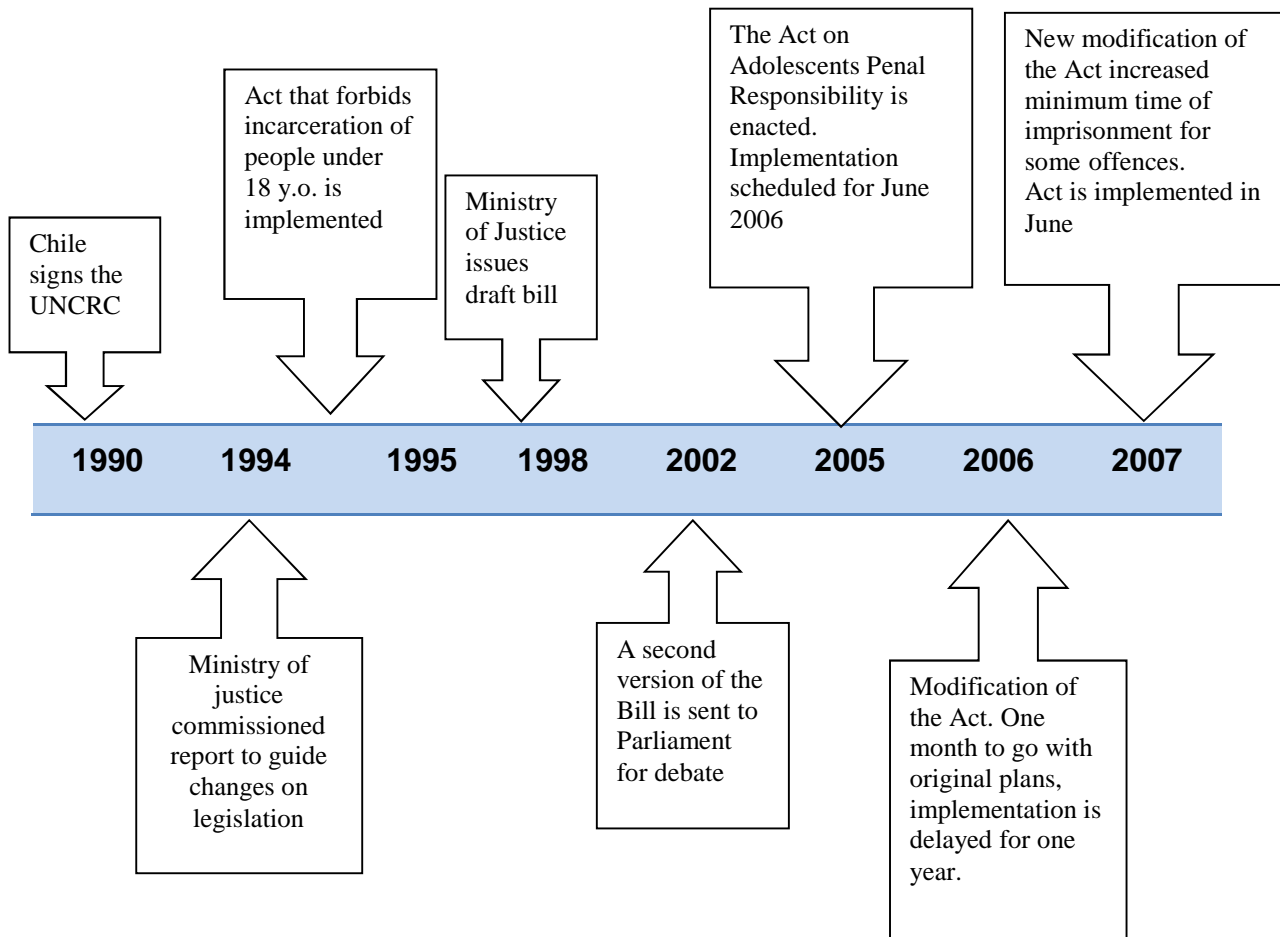 Chile
signs the
UNCRC
Act that forbids
incarceration of
people under
18 y.o. is
implemented
Ministry
of Justice
issues
draft bill
The Act on
Adolescents Penal
Responsibility is
enacted.
Implementation
scheduled for June
2006
New modification of
the Act increased
minimum time of
imprisonment for
some offences.
Act is implemented in
June
1990 1994 1995 1998 2002 2005 2006 2007
Ministry of
justice
commissioned
report to guide
changes on
legislation
A second
version of the
Bill is sent to
Parliament
for debate
Modification of
the Act. One
month to go with
original plans,
implementation is
delayed for one
year.